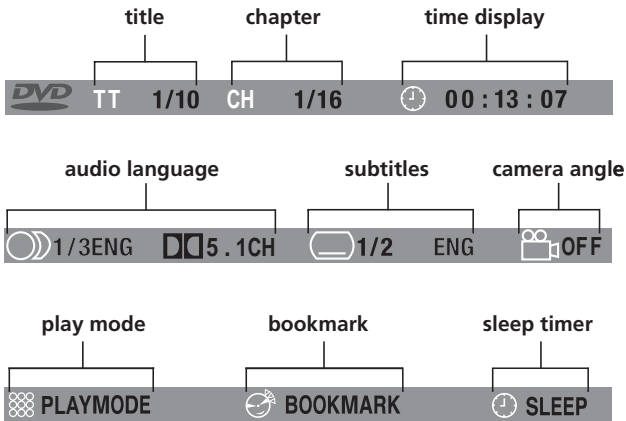 title chapter time display
DVD TT 1/10 CH 1/16 00:13:07
audio language subtitles camera angle
1/3ENG 5.1CH 1/2 ENG OFF
play mode bookmark sleep timer
PLAYMODE BOOKMARK SLEEP